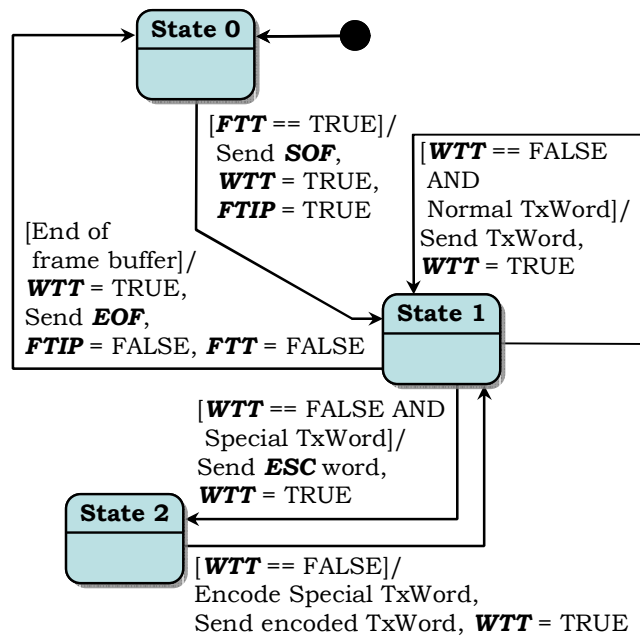 State 0
[FTT == TRUE]/
Send SOF,
WTT = TRUE,
FTIP = TRUE
[WTT == FALSE
AND
Normal TxWord]/
Send TxWord,
WTT = TRUE
[End of
frame buffer]/
WTT = TRUE,
Send EOF,
FTIP = FALSE, FTT = FALSE
State 1
[WTT == FALSE AND
Special TxWord]/
Send ESC word,
WTT = TRUE
State 2
[WTT == FALSE]/
Encode Special TxWord,
Send encoded TxWord, WTT = TRUE